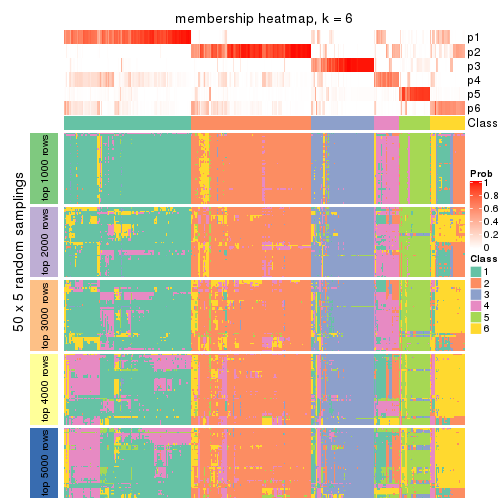 membership heatmap, k = 6
p1
p2
p3
p4
p5
p6
Class
50 x 5 random samplings
top 1000 rows
top 2000 rows
top 3000 rows
top 4000 rows
top 5000 rows
Prob
1
0.8
0.6
0.4
0.2
0
Class
1
2
3
4
5
6